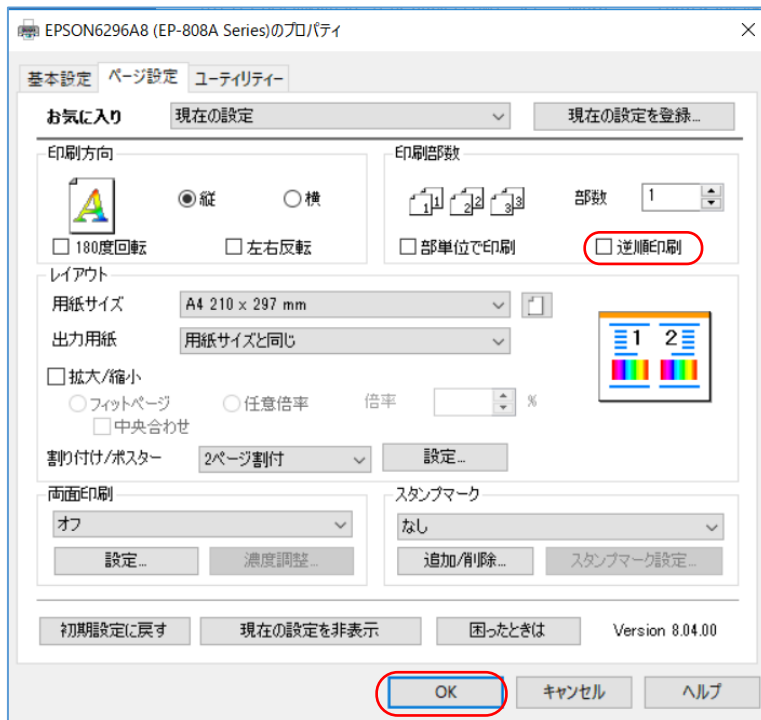 EPSON6296A8 (EP-808A Series)のプロパティ
基本設定 ページ設定 ユーティリティー
お気に入り 現在の設定 現在の設定を登録...
印刷方向 印刷部数
縦 横 部数 1
180度回転 左右反転 部単位で印刷 逆順印刷
レイアウト
用紙サイズ A4 210 x 297 mm
出力用紙 用紙サイズと同じ
1 2
拡大/縮小
フィットページ 任意倍率 倍率 %
中央合わせ
割り付け/ポスター 2ページ割付 設定...
両面印刷 スタンプマーク
オフ なし
設定... 濃度調整... 追加/削除... スタンプマーク設定...
初期設定に戻す 現在の設定を非表示 困ったときは Version 8.04.00
OK キャンセル ヘルプ